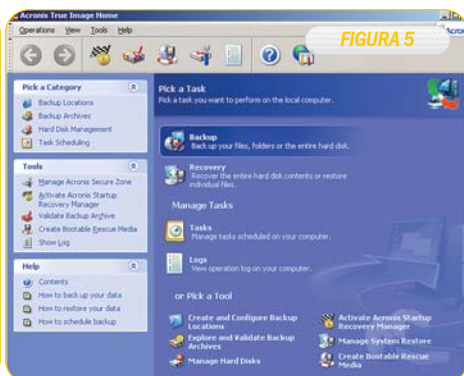 Acronis True Image Home
Operations View Tools Help
Acron
FIGURA 5
Pick a Category
Backup Locations
Backup Archives
Hard Disk Management
Task Scheduling
Tools
Manage Acronis Secure Zone
Activate Acronis Startup
Recovery Manager
Validate Backup Archive
Create Bootable Rescue Media
Show Log
Help
Contents
How to back up your data
How to restore your data
How to schedule backup
Pick a Task
Pick a task you want to perform on the local computer.
Backup
Back up your files, folders or the entire hard disk.
Recovery
Recover the entire hard disk contents or restore
individual files.
Manage Tasks
Tasks
Manage tasks scheduled on your computer.
Logs
View operation log on your computer.
or Pick a Tool
Create and Configure Backup
Locations
Explore and Validate Backup
Archives
Manage Hard Disks
Activate Acronis Startup
Recovery Manager
Manage System Restore
Create Bootable Rescue
Media